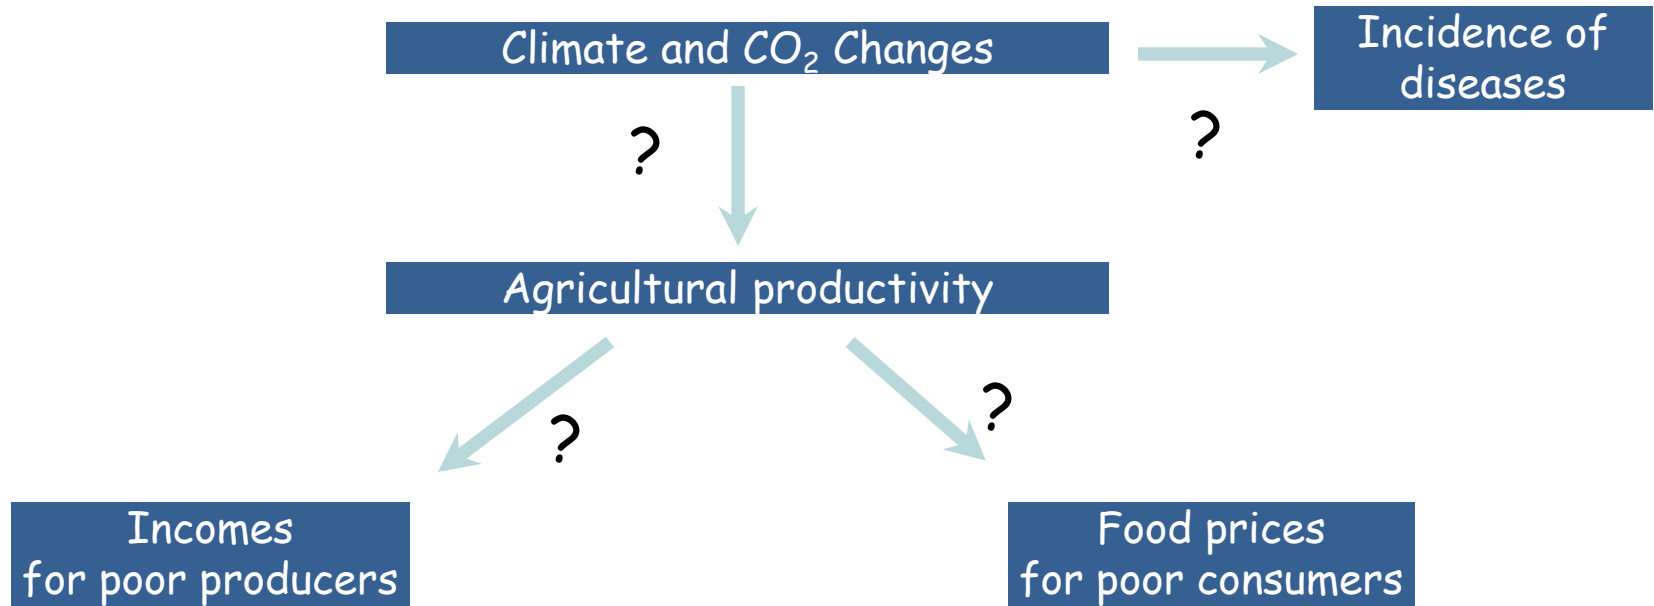 Climate and CO₂ Changes
Incidence of
diseases
?
?
Agricultural productivity
?
?
Incomes
for poor producers
Food prices
for poor consumers